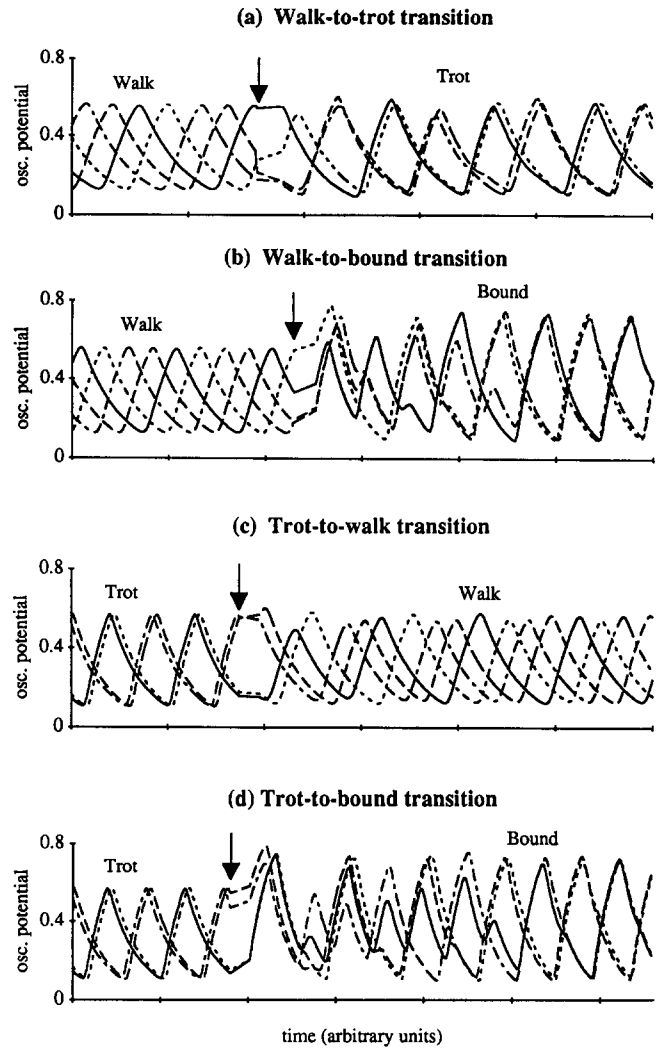 (a) Walk-to-trot transition
0.8
Walk
Trot
osc. potential
0.4
0
(b) Walk-to-bound transition
0.8
Bound
Walk
osc. potential
0.4
0
(c) Trot-to-walk transition
0.8
Trot
Walk
osc. potential
0.4
0
(d) Trot-to-bound transition
0.8
Trot
Bound
osc. potential
0.4
0
time (arbitrary units)